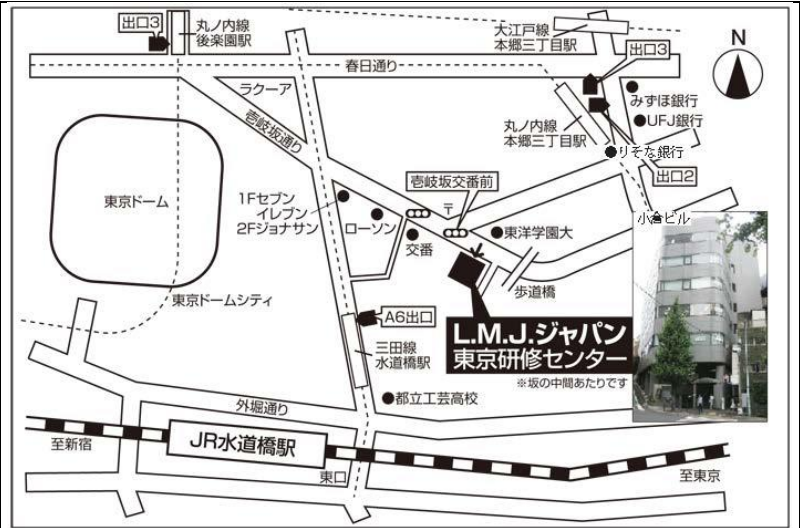 出口3
丸ノ内線
後楽園駅
大江戸線
本郷三丁目駅
N
出口3
春日通り
ラクーア
みずほ銀行
UFJ銀行
壱岐坂通り
丸ノ内線
本郷三丁目駅
りそな銀行
出口2
壱岐坂交番前
〒
東京ドーム
1Fセブン
イレブン
2Fジョナサン
ローソン
交番
東洋学園大
小倉ビル
歩道橋
東京ドームシティ
A6出口
L.M.J.ジャパン
東京研修センター
※坂の中間あたりです
三田線
水道橋駅
都立工芸高校
外堀通り
至新宿
JR水道橋駅
東口
至東京